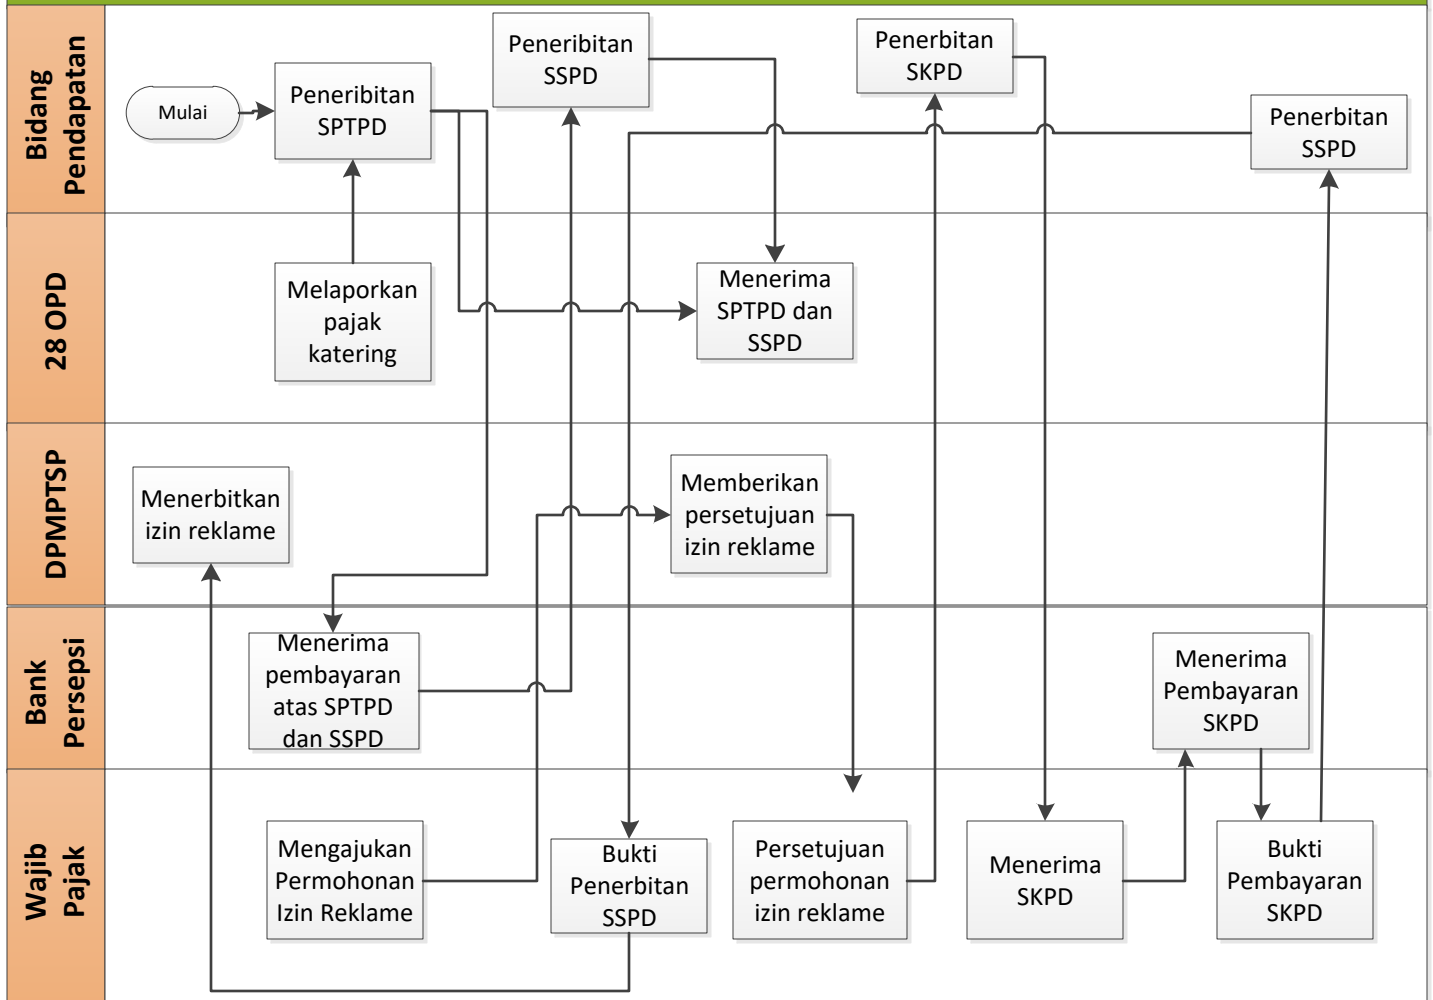 Bidang
Pendapatan
Mulai
Peneribitan
SPTPD
Peneribitan
SSPD
Penerbitan
SKPD
Penerbitan
SSPD
28 OPD
Melaporkan
pajak
katering
Menerima
SPTPD dan
SSPD
DPMPTSP
Menerbitkan
izin reklame
Memberikan
persetujuan
izin reklame
Bank
Persepsi
Menerima
pembayaran
atas SPTPD
dan SSPD
Menerima
Pembayaran
SKPD
Wajib
Pajak
Mengajukan
Permohonan
Izin Reklame
Bukti
Penerbitan
SSPD
Persetujuan
permohonan
izin reklame
Menerima
SKPD
Bukti
Pembayaran
SKPD